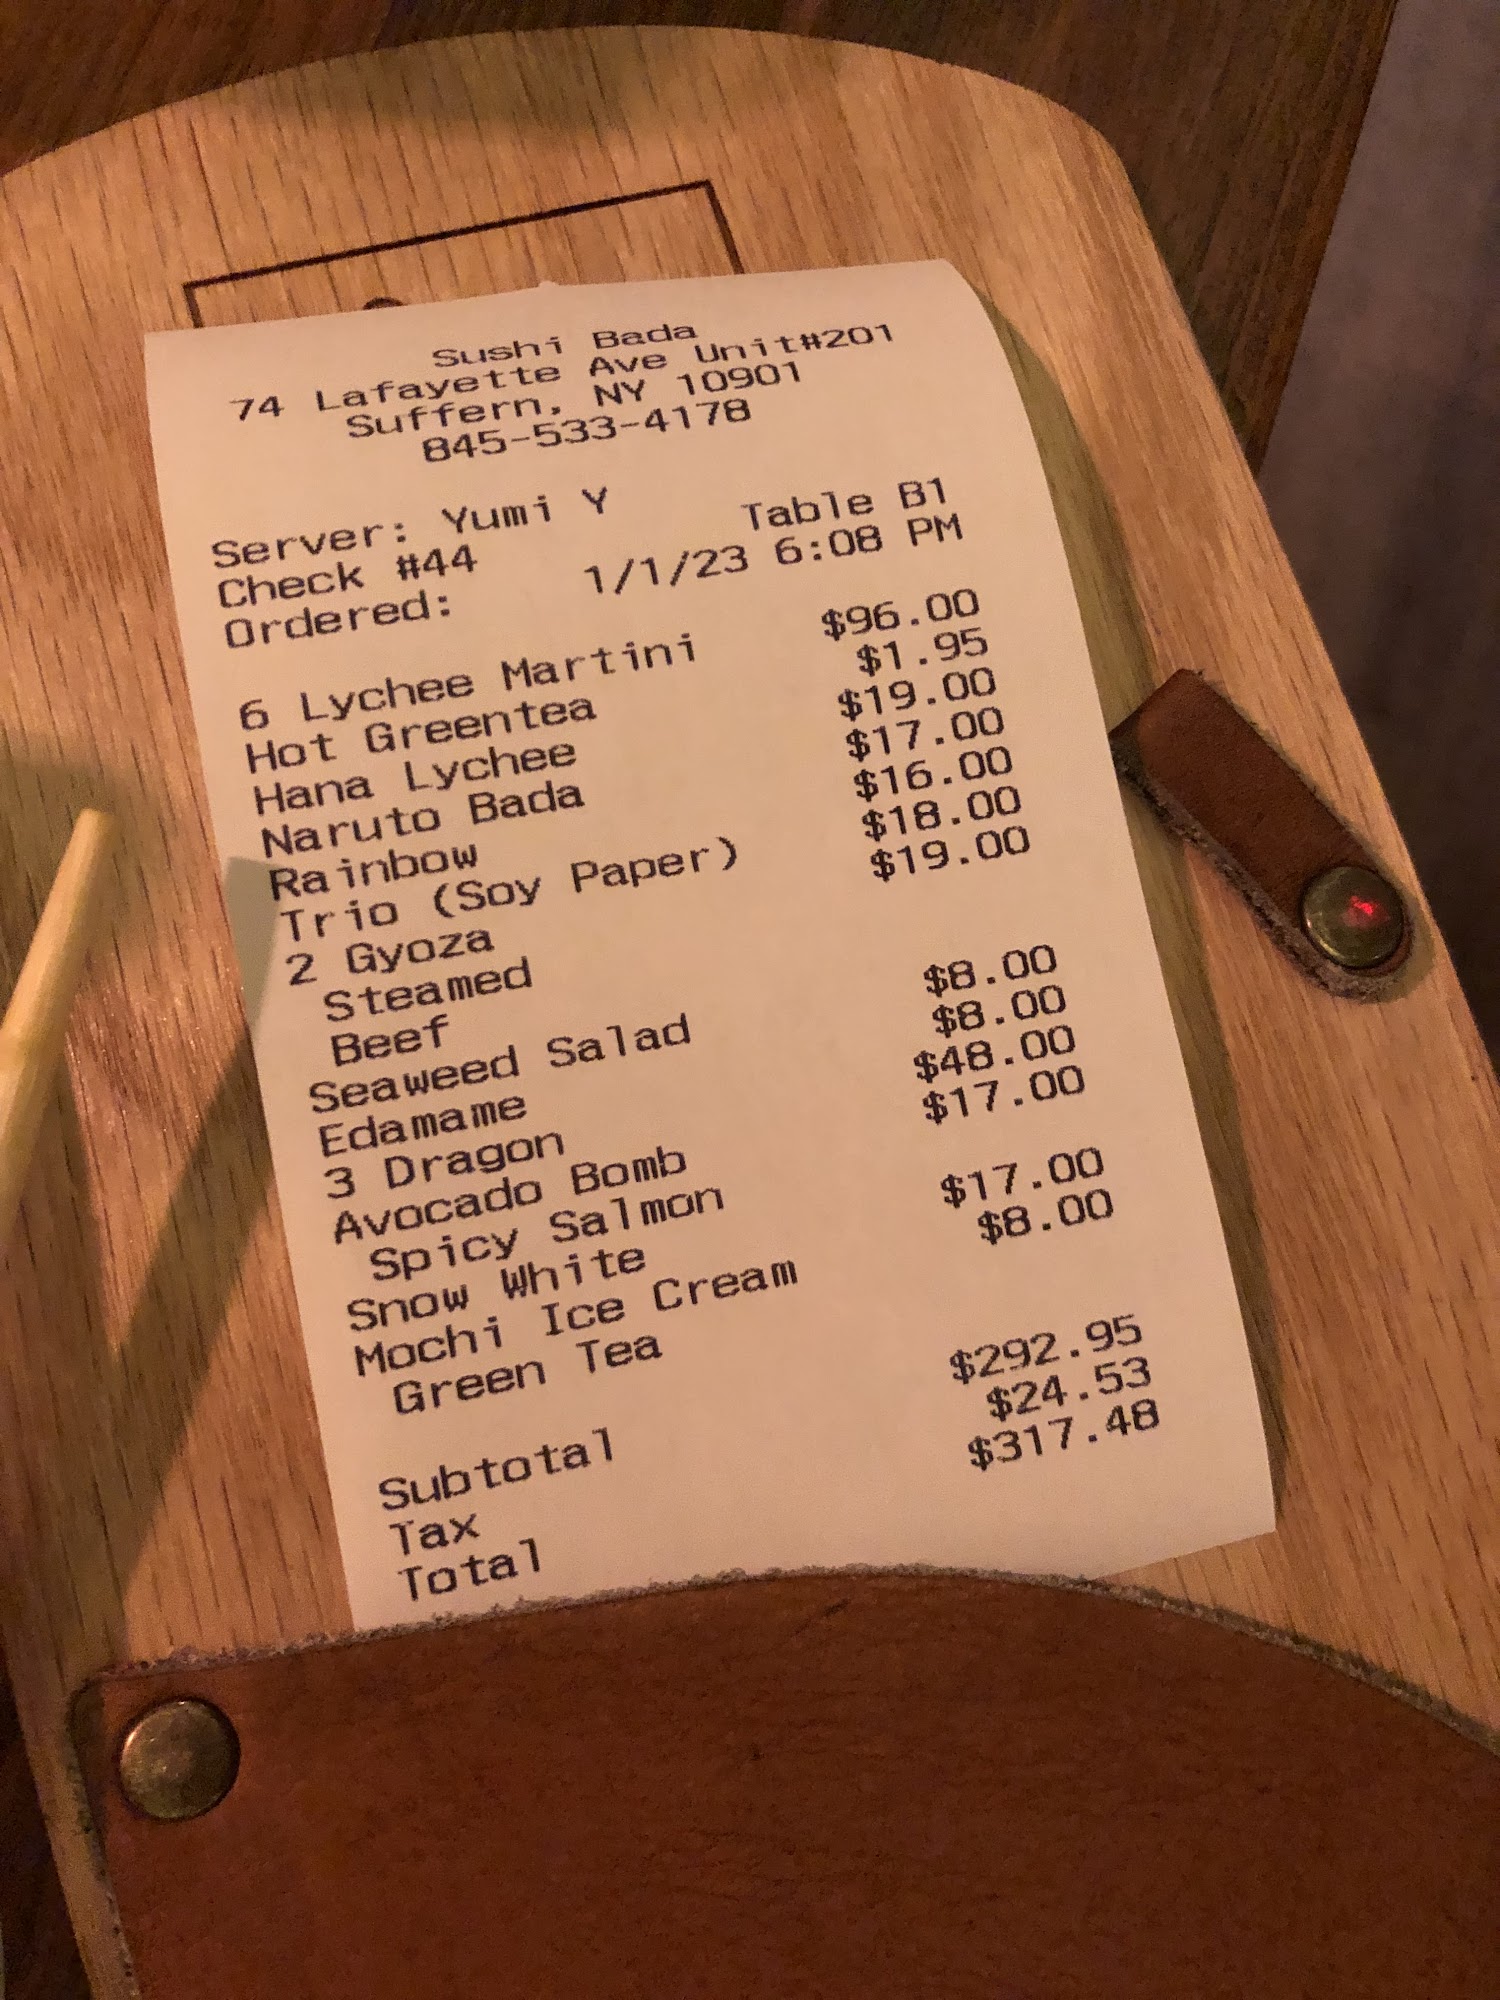 Sushi Bada
74 Lafayette Ave Unit#201
Suffern, NY 10901
845-533-4178
Server: Yumi Y
Check #44 Table B1
Ordered: 1/1/23 6:08 PM
6 Lychee Martini $96.00
Hot Greentea $1.95
Hana Lychee $19.00
Naruto Bada $17.00
Rainbow $16.00
Trio (Soy Paper) $18.00
2 Gyoza $19.00
Steamed
Beef
Seaweed Salad $8.00
Edamame $8.00
3 Dragon $48.00
Avocado Bomb $17.00
Spicy Salmon
Snow White $17.00
Mochi Ice Cream $8.00
Green Tea
Subtotal $292.95
Tax $24.53
Total $317.48